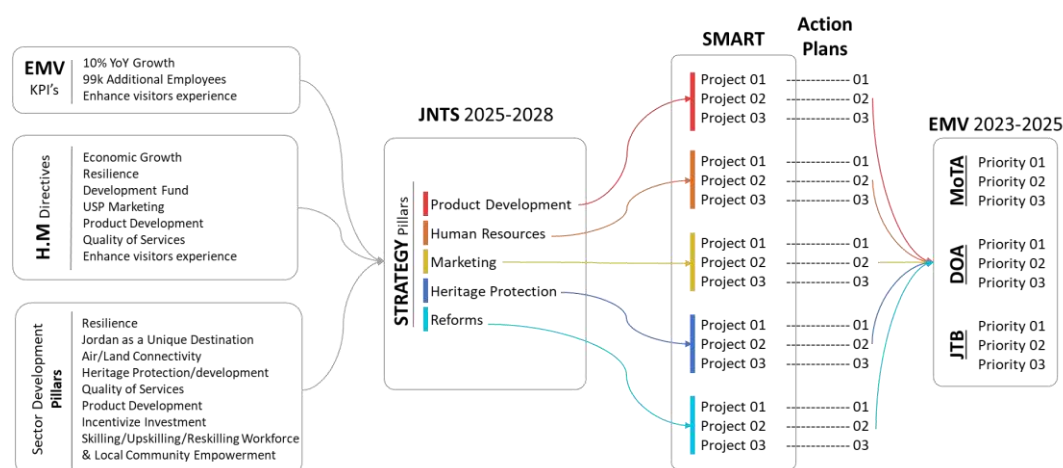 EMV
KPI's
10% YoY Growth
99k Additional Employees
Enhance visitors experience
H.M Directives
Economic Growth
Resilience
Development Fund
USP Marketing
Product Development
Quality of Services
Enhance visitors experience
Sector Development
Pillars
Resilience
Jordan as a Unique Destination
Air/Land Connectivity
Heritage Protection/development
Quality of Services
Product Development
Incentivize Investment
Skilling/Upskilling/Reskilling Workforce
& Local Community Empowerment
JNTS 2025-2028
STRATEGY Pillars
Product Development
Human Resources
Marketing
Heritage Protection
Reforms
SMART
Action
Plans
Project 01 ---------- 01
Project 02 ---------- 02
Project 03 ---------- 03
Project 01 ---------- 01
Project 02 ---------- 02
Project 03 ---------- 03
Project 01 ---------- 01
Project 02 ---------- 02
Project 03 ---------- 03
Project 01 ---------- 01
Project 02 ---------- 02
Project 03 ---------- 03
Project 01 ---------- 01
Project 02 ---------- 02
Project 03 ---------- 03
EMV 2023-2025
MoTA
Priority 01
Priority 02
Priority 03
DOA
Priority 01
Priority 02
Priority 03
JTB
Priority 01
Priority 02
Priority 03